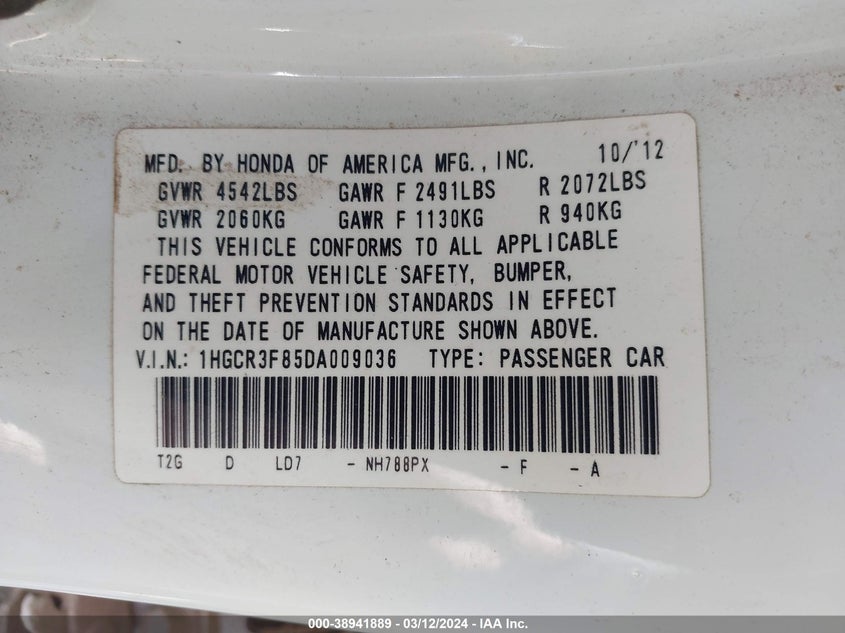 MFD. BY HONDA OF AMERICA MFG., INC. 10/'12
GVWR 4542LBS GAWR F 2491LBS R 2072LBS
GVWR 2060KG GAWR F 1130KG R 940KG
THIS VEHICLE CONFORMS TO ALL APPLICABLE
FEDERAL MOTOR VEHICLE SAFETY, BUMPER,
AND THEFT PREVENTION STANDARDS IN EFFECT
ON THE DATE OF MANUFACTURE SHOWN ABOVE.
V.I.N.: 1HGCR3F85DA009036 TYPE: PASSENGER CAR
T2G D LD7 - NH788PX - F - A
000-38941889 - 03/12/2024 - IAA Inc.